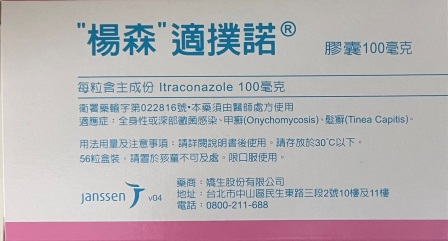 "楊森"適撲諾® 膠囊100毫克
每粒含主成份 Itraconazole 100毫克
衛署藥輸字第022816號•本藥須由醫師處方使用
適應症：全身性或深部黴菌感染、甲癬(Onychomycosis)、髮癬(Tinea Capitis)。
用法用量及注意事項：請詳閱說明書後使用。請存放於30℃以下。
56粒盒裝。請置於孩童不可及處。限口服使用。
janssen v04
藥商：嬌生股份有限公司
地址：台北市中山區民生東路三段2號10樓及11樓
電話：0800-211-688